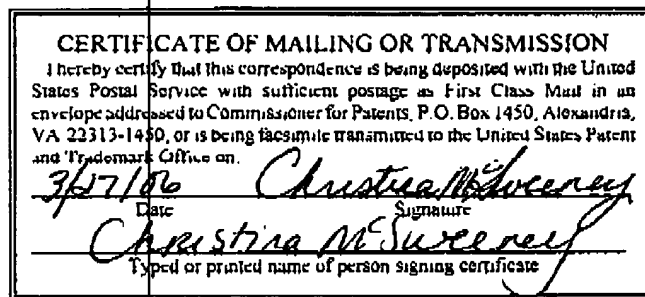 CERTIFICATE OF MAILING OR TRANSMISSION
I hereby certify that this correspondence is being deposited with the United
States Postal Service with sufficient postage as First Class Mail in an
envelope addressed to Commissioner for Patents, P.O. Box 1450, Alexandria,
VA 22313-1450, or is being facsimile transmitted to the United States Patent
and Trademark Office on.
3/27/06 Christina McSweeney
Date Signature
Christina McSweeney
Typed or printed name of person signing certificate